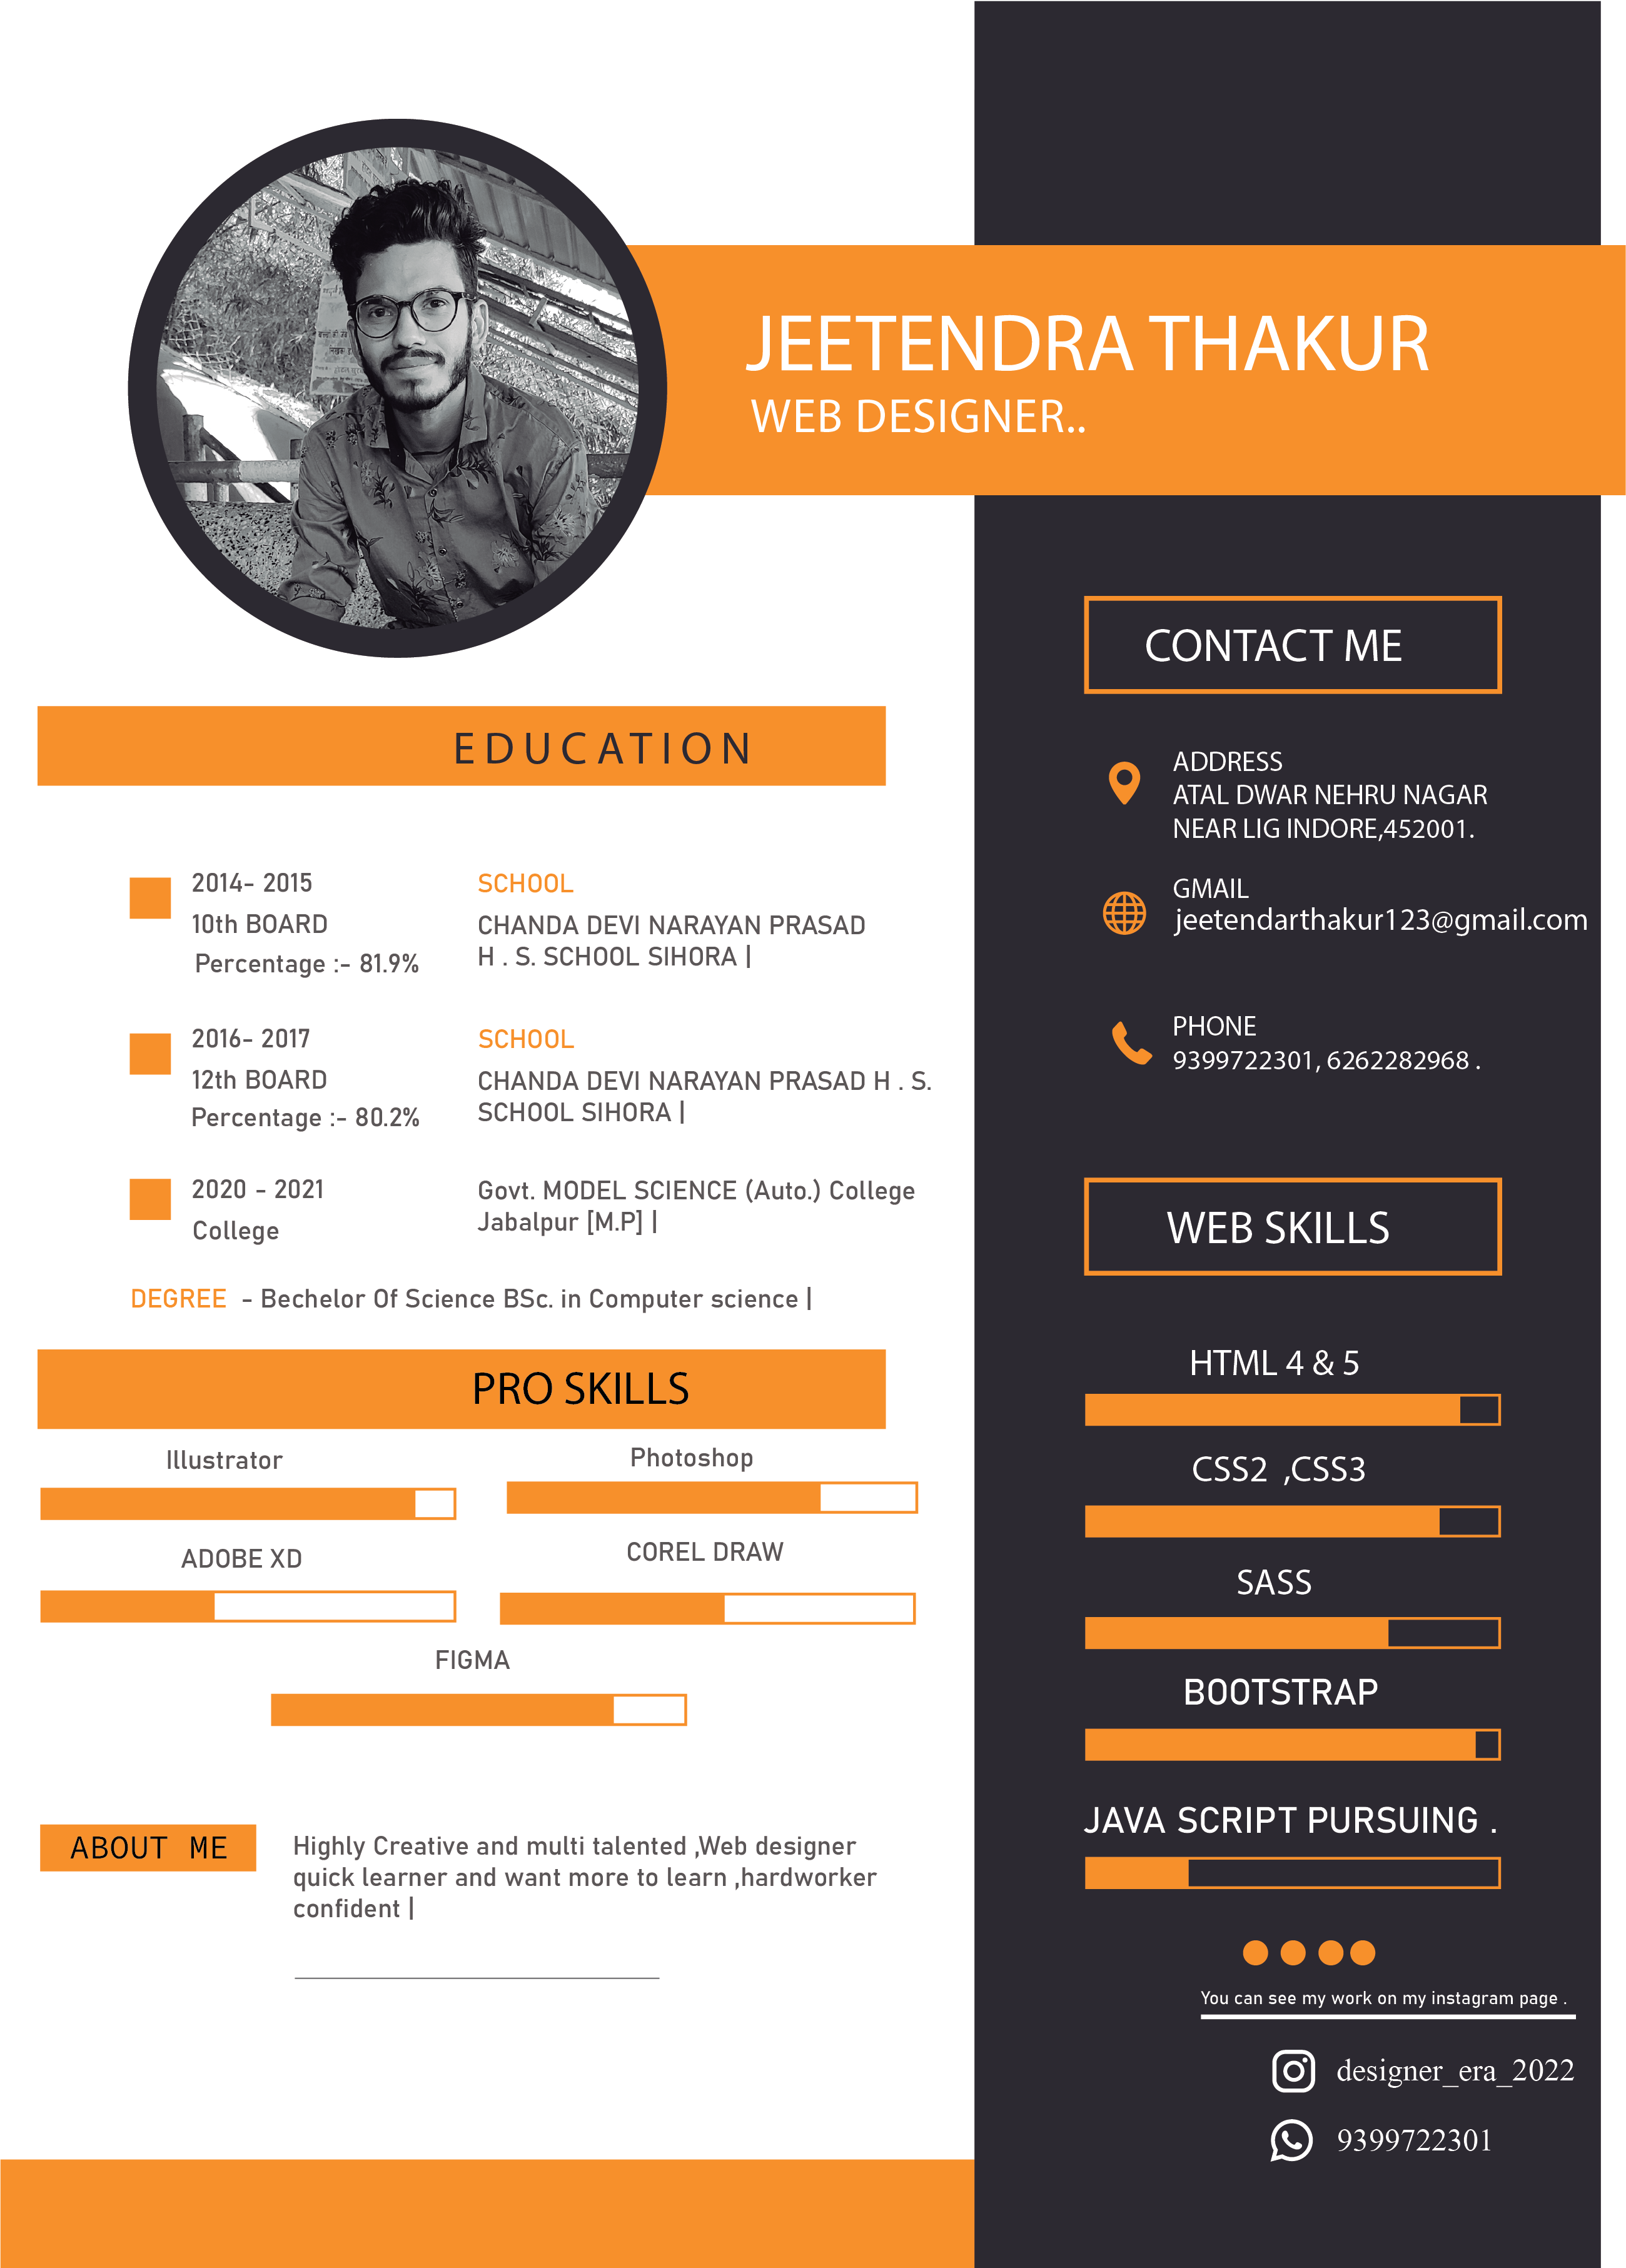 JEETENDRA THAKUR
WEB DESIGNER..
EDUCATION
2014- 2015
10th BOARD
Percentage :- 81.9%
SCHOOL
CHANDA DEVI NARAYAN PRASAD
H . S. SCHOOL SIHORA |
2016- 2017
12th BOARD
Percentage :- 80.2%
SCHOOL
CHANDA DEVI NARAYAN PRASAD H . S.
SCHOOL SIHORA |
2020 - 2021
College
Govt. MODEL SCIENCE (Auto.) College
Jabalpur [M.P] |
DEGREE - Bechelor Of Science BSc. in Computer science |
PRO SKILLS
Illustrator
Photoshop
ADOBE XD
COREL DRAW
FIGMA
ABOUT ME
Highly Creative and multi talented ,Web designer
quick learner and want more to learn ,hardworker
confident |
CONTACT ME
ADDRESS
ATAL DWAR NEHRU NAGAR
NEAR LIG INDORE,452001.
GMAIL
jeetendarthakur123@gmail.com
PHONE
9399722301, 6262282968 .
WEB SKILLS
HTML 4 & 5
CSS2 ,CSS3
SASS
BOOTSTRAP
JAVA SCRIPT PURSUING .
You can see my work on my instagram page .
designer_era_2022
9399722301